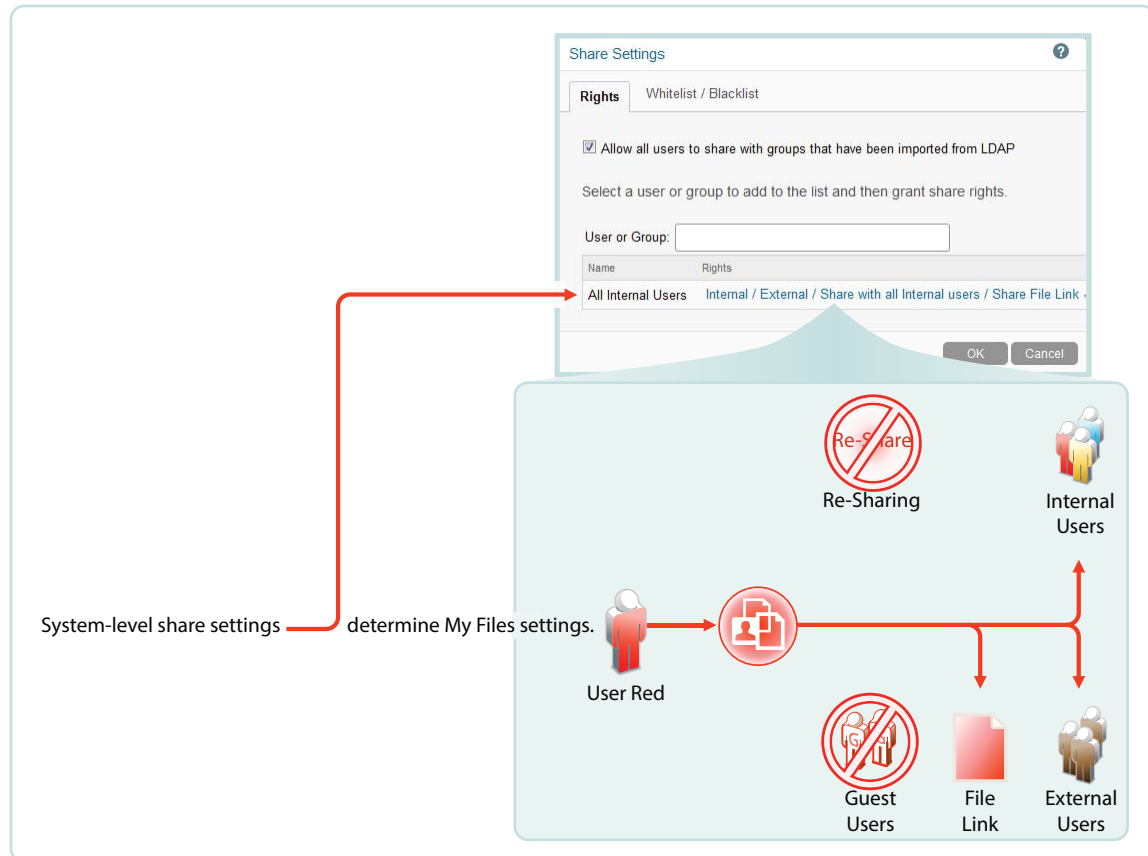 Share Settings
?
Rights
Whitelist / Blacklist
Allow all users to share with groups that have been imported from LDAP
Select a user or group to add to the list and then grant share rights.
User or Group:
Name Rights
All Internal Users Internal / External / Share with all Internal users / Share File Link
OK Cancel
Re-Share
Re-Sharing
Internal
Users
System-level share settings determine My Files settings.
User Red
G G
Guest
Users
File
Link
External
Users